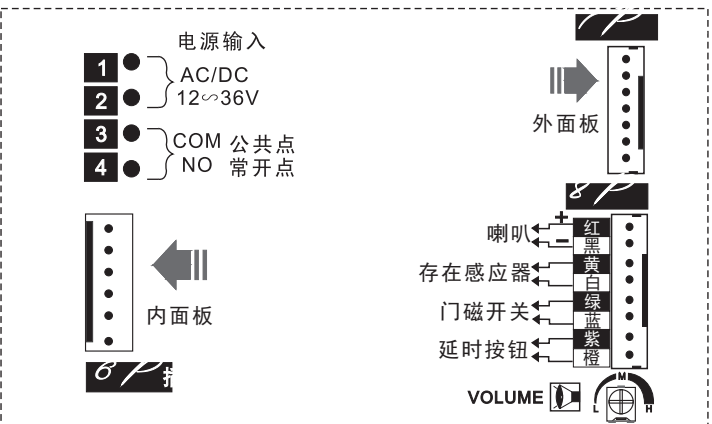 电源输入
1
2
AC/DC
12∽36V
3
4
COM 公共点
NO 常开点
外面板
8P
喇叭
+
−
红
黑
存在感应器
黄
白
门磁开关
绿
蓝
延时按钮
紫
橙
内面板
6P
VOLUME
L
M
H